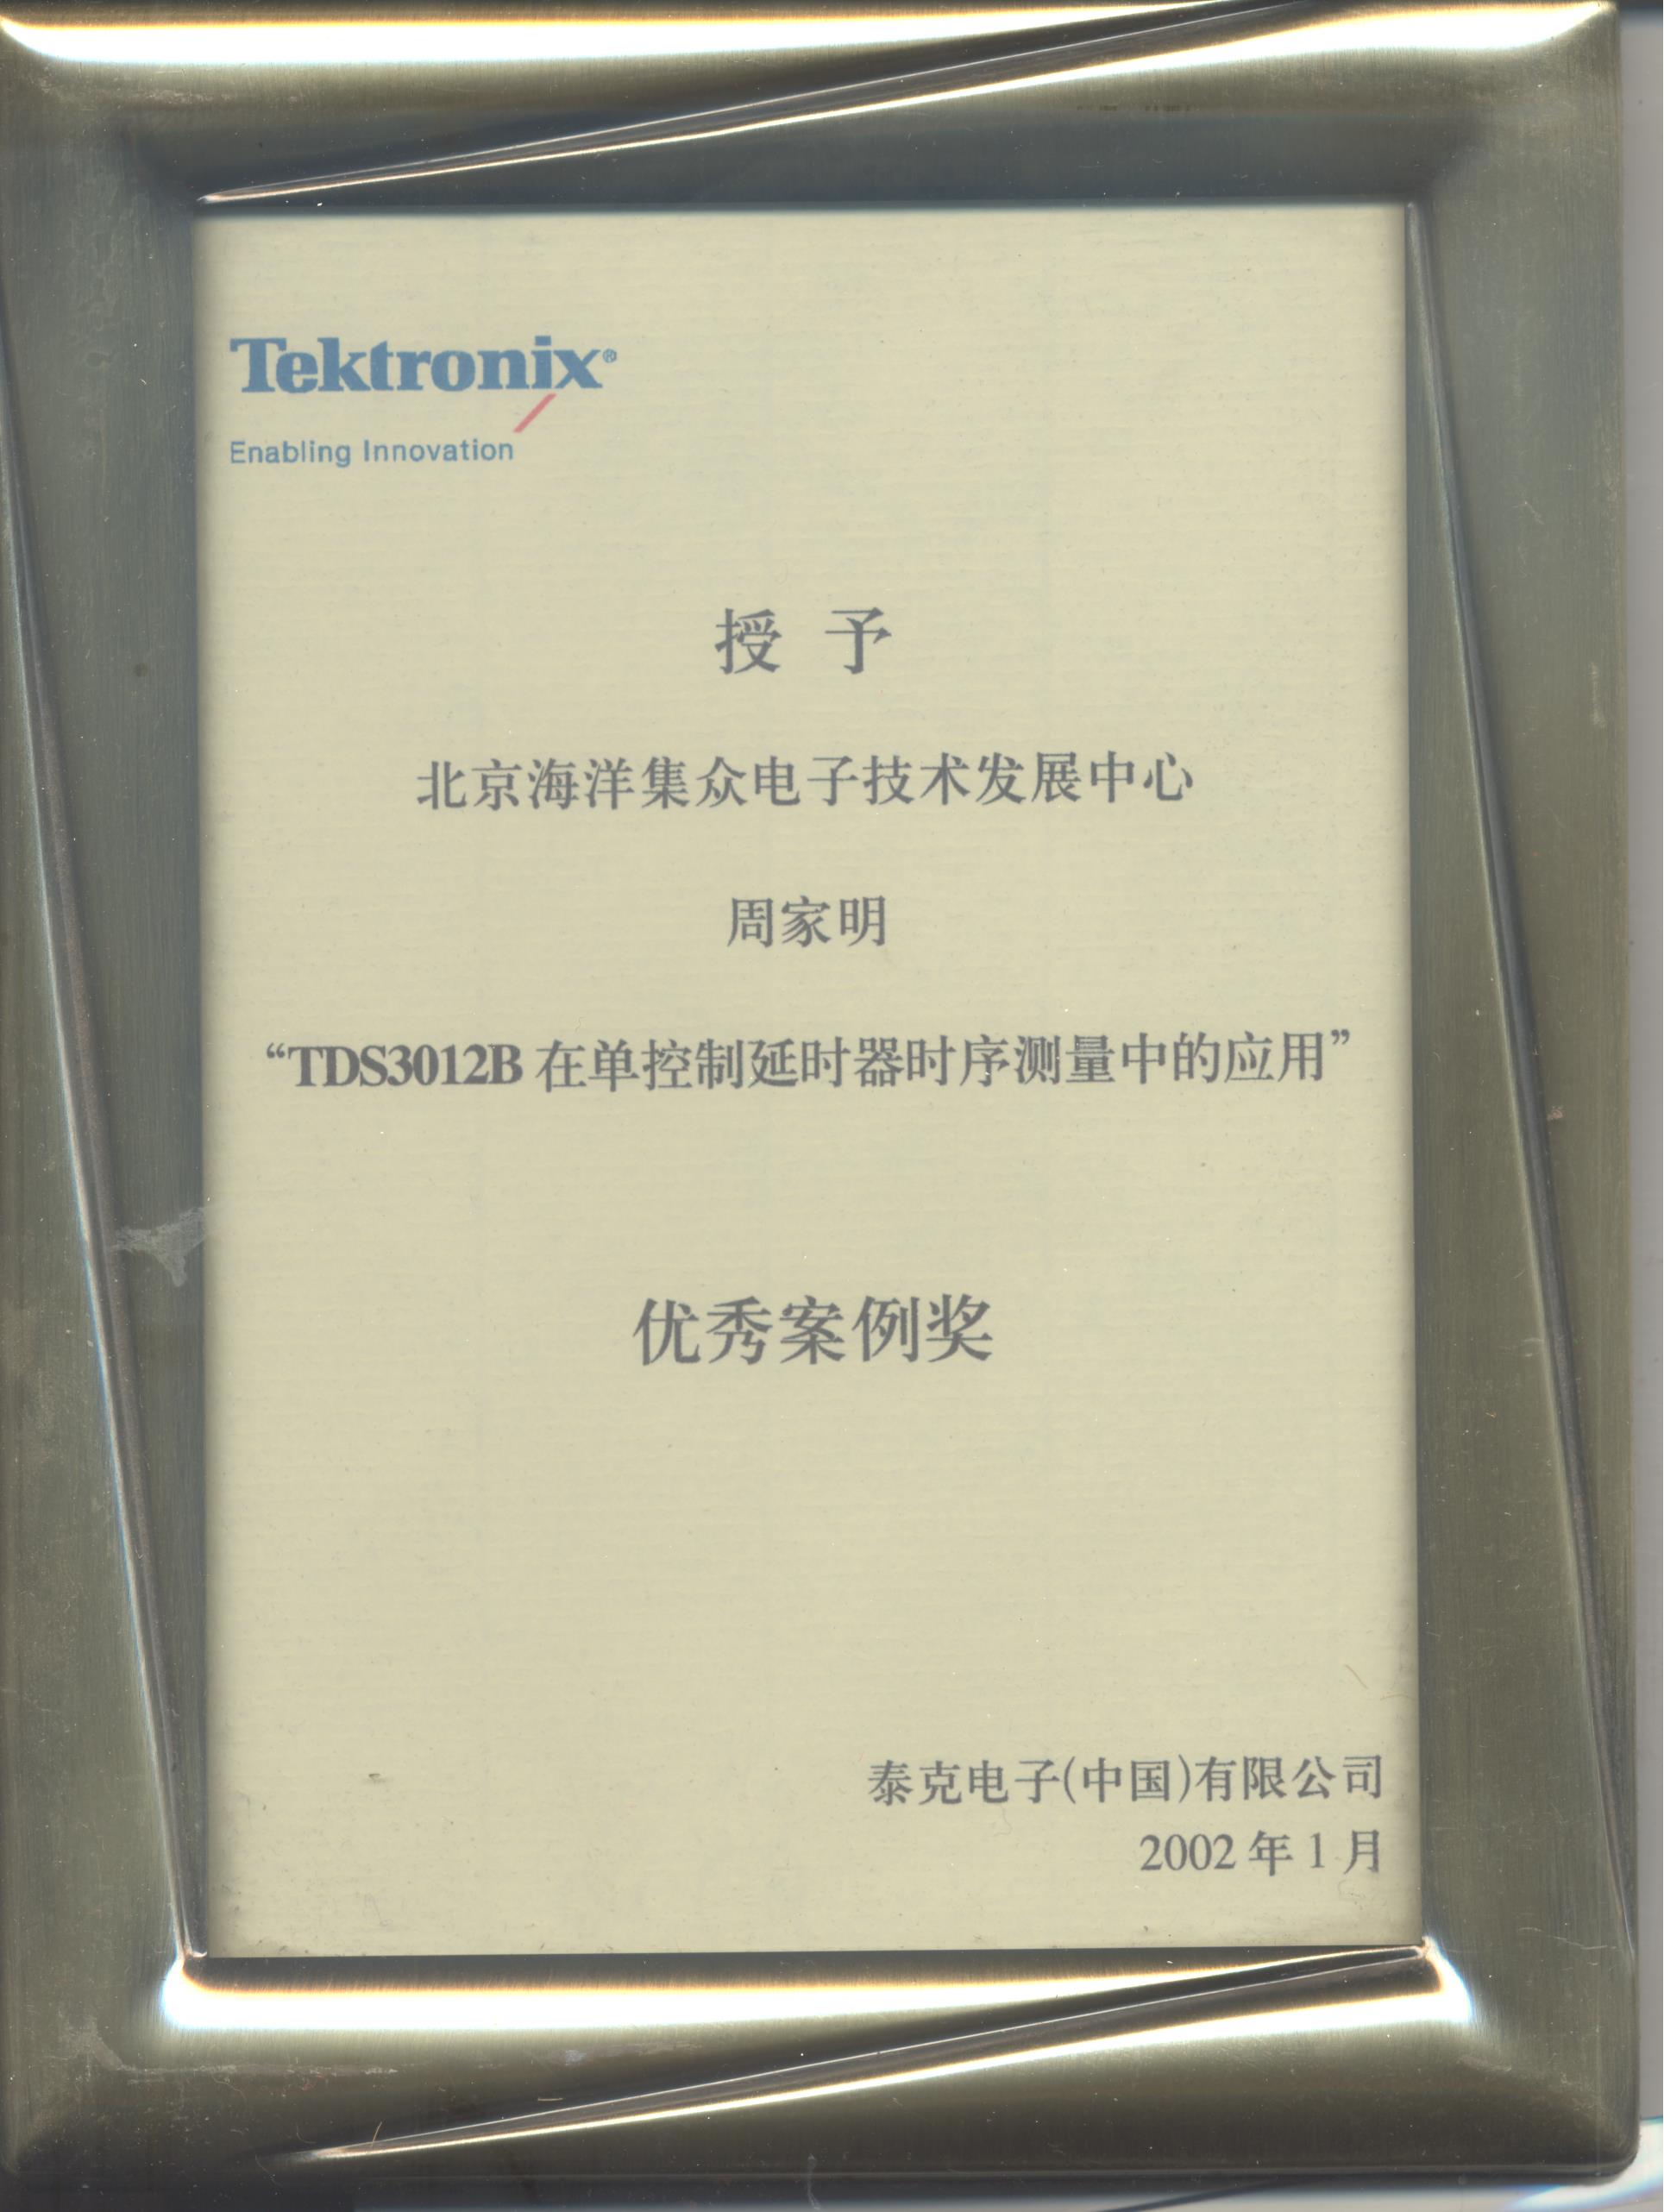 Tektronix®
Enabling Innovation
授 予
北京海洋集众电子技术发展中心
周家明
“TDS3012B 在单控制延时器时序测量中的应用”
优秀案例奖
泰克电子(中国)有限公司
2002 年 1 月